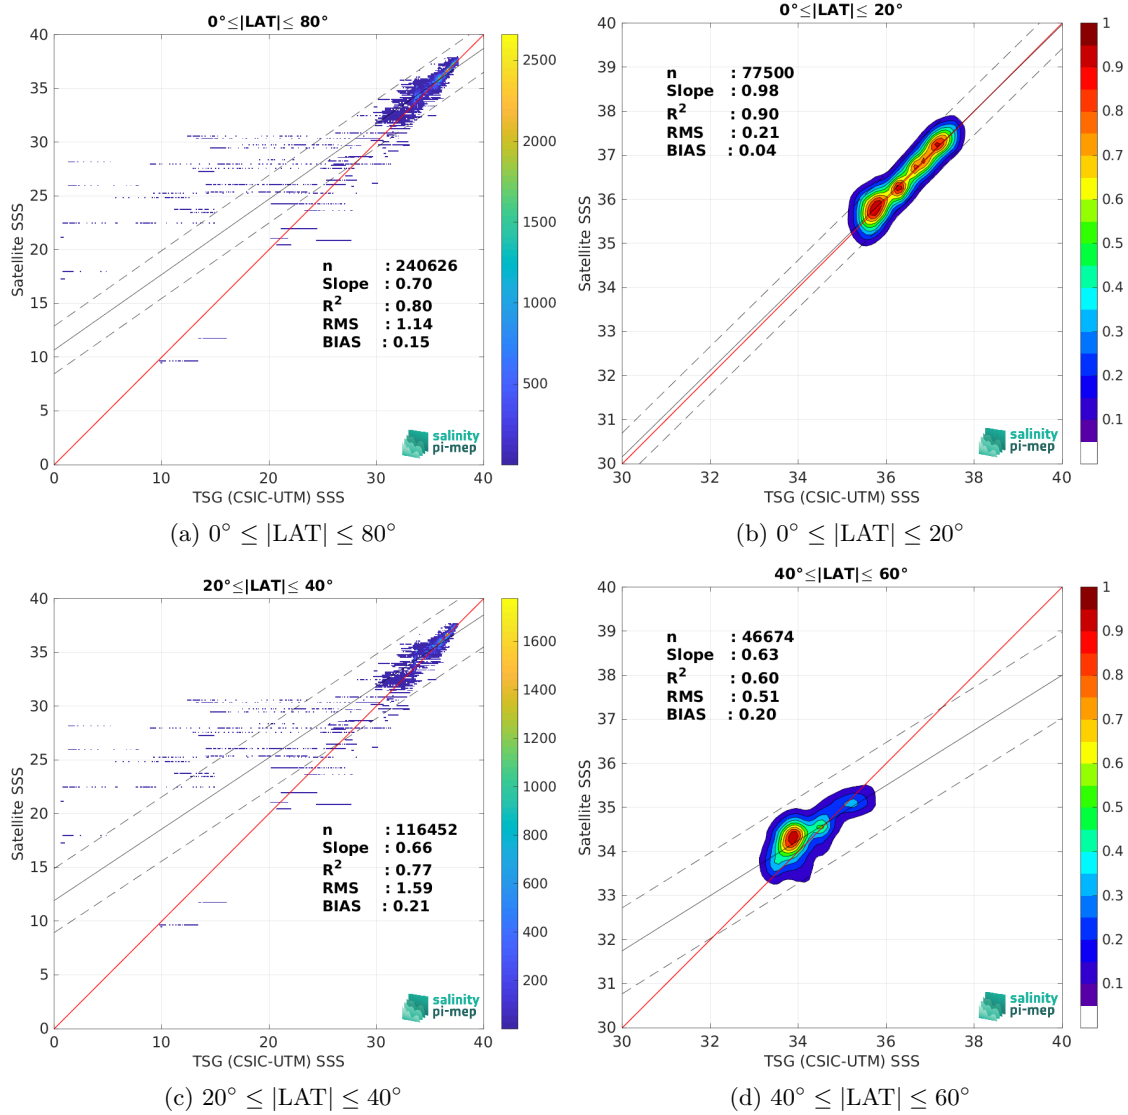 0°≤|LAT|≤ 80°
40
35
30
25
20
15
10
5
0
Satellite SSS
n : 240626
Slope : 0.70
R2 : 0.80
RMS : 1.14
BIAS : 0.15
salinity
pi-mep
0 10 20 30 40
TSG (CSIC-UTM) SSS
2500
2000
1500
1000
500
(a) 0° ≤ |LAT| ≤ 80°
0°≤|LAT|≤ 20°
40
39
38
37
36
35
34
33
32
31
30
Satellite SSS
n : 77500
Slope : 0.98
R2 : 0.90
RMS : 0.21
BIAS : 0.04
salinity
pi-mep
30 32 34 36 38 40
TSG (CSIC-UTM) SSS
1
0.9
0.8
0.7
0.6
0.5
0.4
0.3
0.2
0.1
(b) 0° ≤ |LAT| ≤ 20°
20°≤|LAT|≤ 40°
40
35
30
25
20
15
10
5
0
Satellite SSS
n : 116452
Slope : 0.66
R2 : 0.77
RMS : 1.59
BIAS : 0.21
salinity
pi-mep
0 10 20 30 40
TSG (CSIC-UTM) SSS
1600
1400
1200
1000
800
600
400
200
(c) 20° ≤ |LAT| ≤ 40°
40°≤|LAT|≤ 60°
40
39
38
37
36
35
34
33
32
31
30
Satellite SSS
n : 46674
Slope : 0.63
R2 : 0.60
RMS : 0.51
BIAS : 0.20
salinity
pi-mep
30 32 34 36 38 40
TSG (CSIC-UTM) SSS
1
0.9
0.8
0.7
0.6
0.5
0.4
0.3
0.2
0.1
(d) 40° ≤ |LAT| ≤ 60°